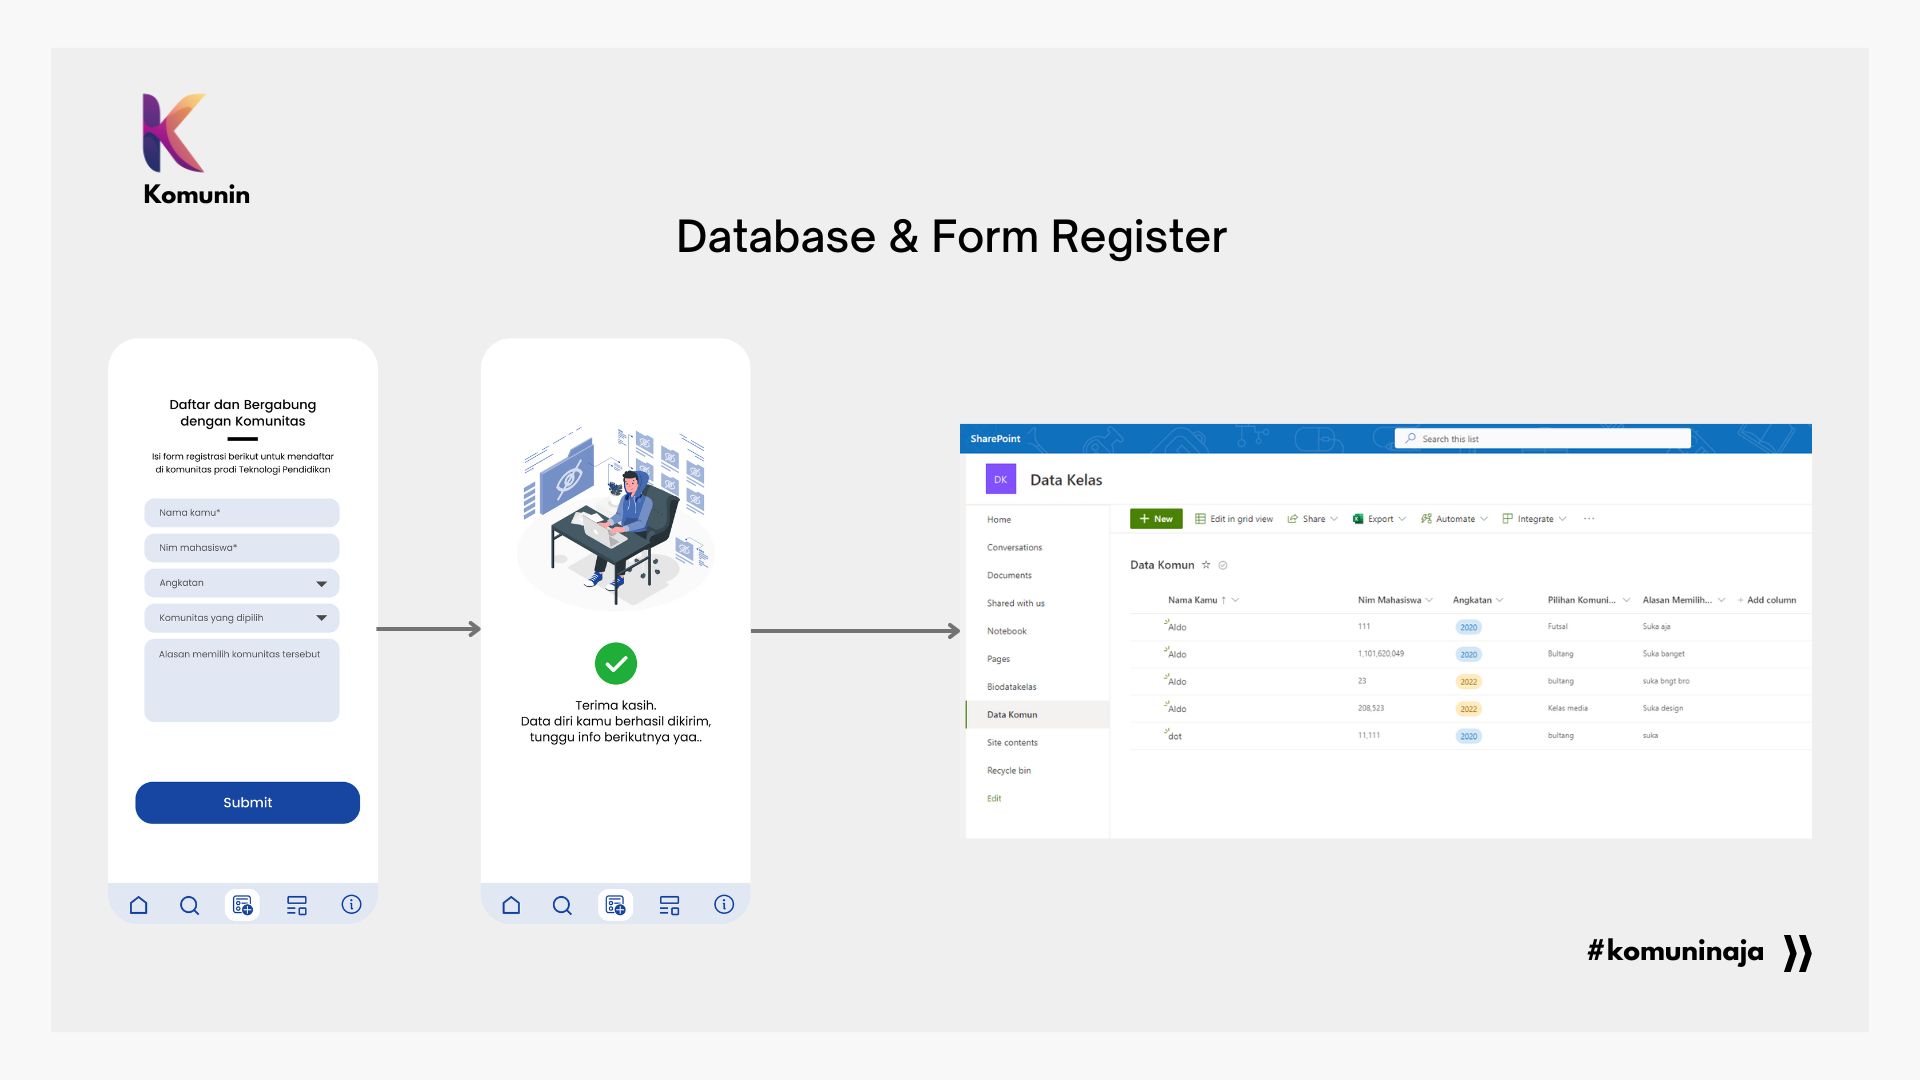 Komunin
Database & Form Register
Daftar dan Bergabung
dengan Komunitas
Isi form registrasi berikut untuk mendaftar
di komunitas prodi Teknologi Pendidikan
Nama kamu*
Nim mahasiswa*
Angkatan
Komunitas yang dipilih
Alasan memilih komunitas tersebut
Submit
Terima kasih.
Data diri kamu berhasil dikirim,
tunggu info berikutnya yaa..
SharePoint
Search this list
DK
Data Kelas
Home
Conversations
Documents
Shared with us
Notebook
Pages
Biodatakelas
Data Komun
Site contents
Recycle bin
Edit
+ New Edit in grid view Share Export Automate Integrate ...
Data Komun
Nama Kamu ↑ Nim Mahasiswa Angkatan Pilihan Komuni... Alasan Memilih... + Add column
Aldo 111 2020 Futsal Suka aja
Aldo 1,101,620,049 2020 Bultang Suka banget
Aldo 23 2022 bultang suka bngt bro
Aldo 208,523 2022 Kelas media Suka design
dot 11,111 2020 bultang suka
#komuninaja